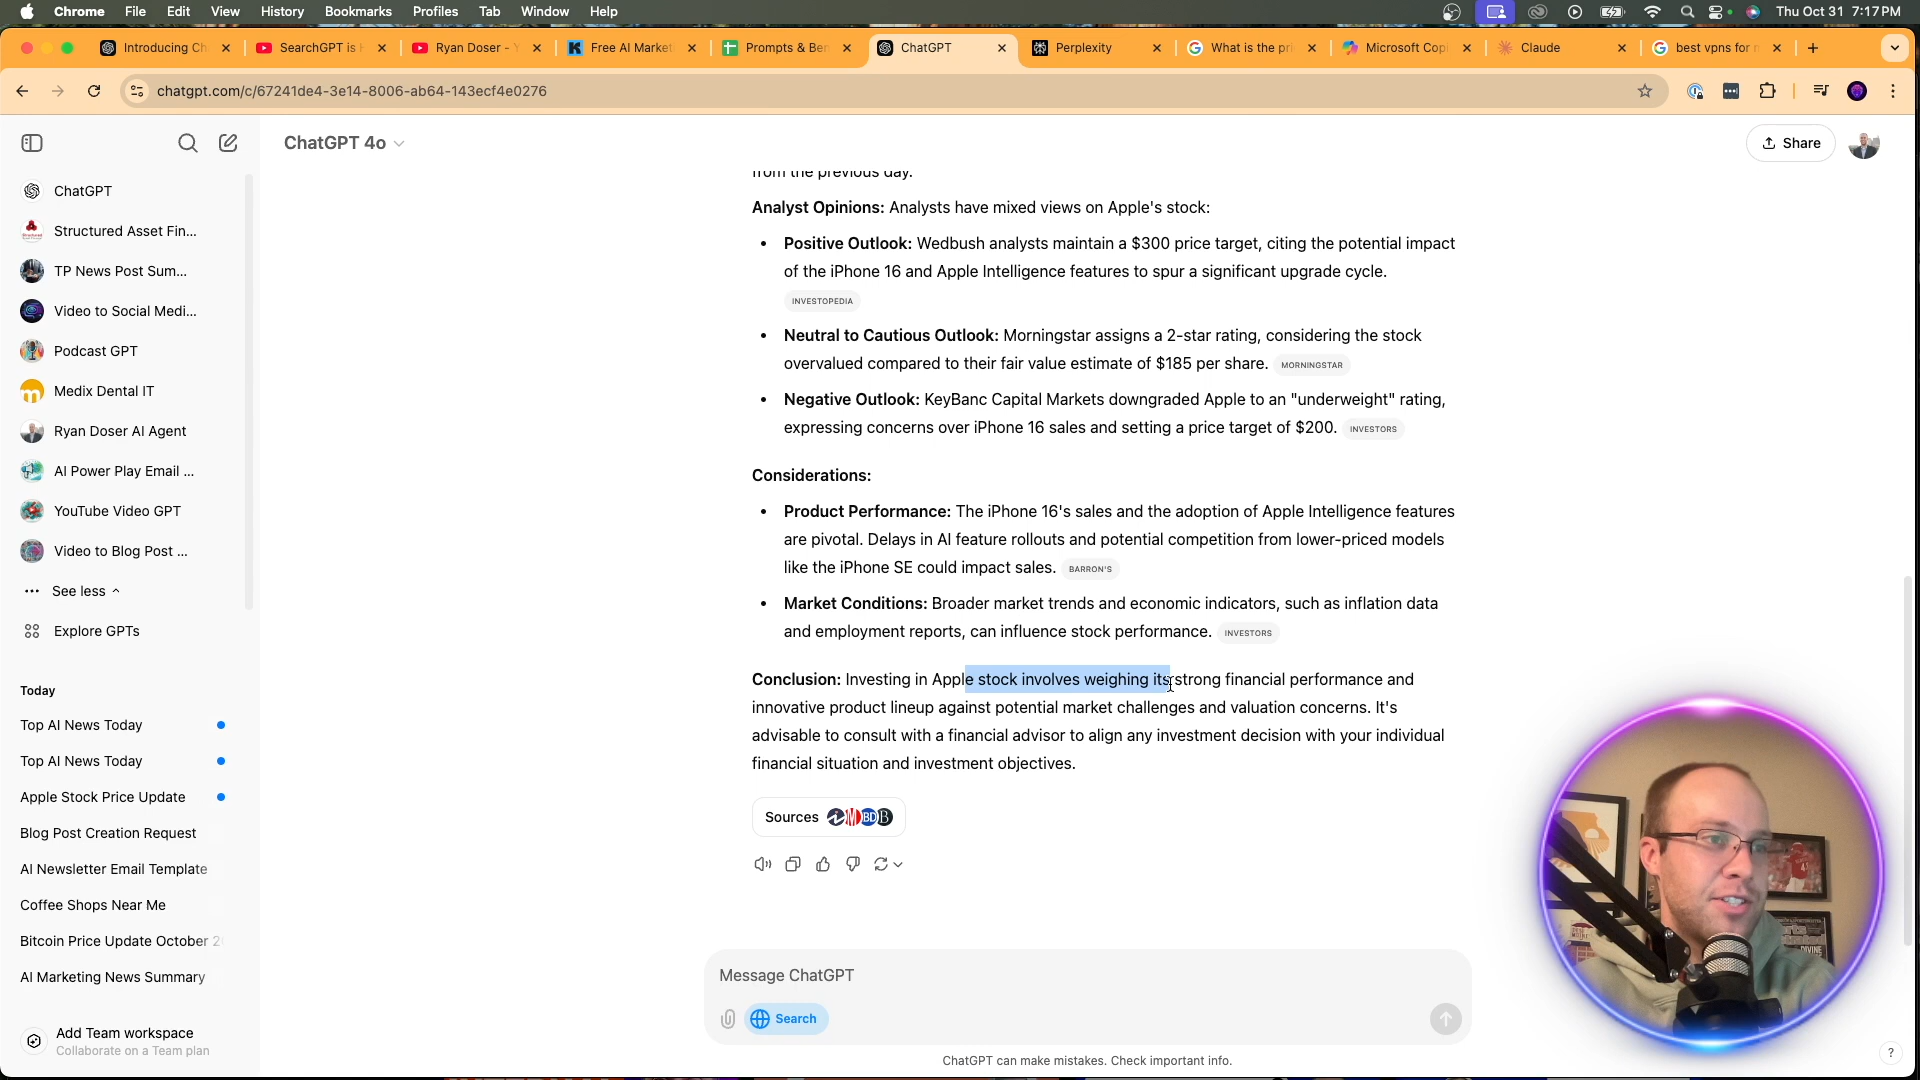 Chrome File Edit View History Bookmarks Profiles Tab Window Help Thu Oct 31 7:17 PM
Introducing Ch SearchGPT is Ryan Doser - Free AI Market Prompts & Ben ChatGPT Perplexity What is the pri Microsoft Cop Claude best vpns for
chatgpt.com/c/67241de4-3e14-8006-ab64-143ecf4e0276
ChatGPT 4o
Share
ChatGPT
Structured Asset Fin...
TP News Post Sum...
Video to Social Medi...
Podcast GPT
Medix Dental IT
Ryan Doser AI Agent
AI Power Play Email ...
YouTube Video GPT
Video to Blog Post ...
See less
Explore GPTs
Today
Top AI News Today
Top AI News Today
Apple Stock Price Update
Blog Post Creation Request
AI Newsletter Email Template
Coffee Shops Near Me
Bitcoin Price Update October 2
AI Marketing News Summary
Add Team workspace
Collaborate on a Team plan
from the previous day.
Analyst Opinions: Analysts have mixed views on Apple's stock:
• Positive Outlook: Wedbush analysts maintain a $300 price target, citing the potential impact
of the iPhone 16 and Apple Intelligence features to spur a significant upgrade cycle.
INVESTOPEDIA
• Neutral to Cautious Outlook: Morningstar assigns a 2-star rating, considering the stock
overvalued compared to their fair value estimate of $185 per share. MORNINGSTAR
• Negative Outlook: KeyBanc Capital Markets downgraded Apple to an "underweight" rating,
expressing concerns over iPhone 16 sales and setting a price target of $200. INVESTORS
Considerations:
• Product Performance: The iPhone 16's sales and the adoption of Apple Intelligence features
are pivotal. Delays in AI feature rollouts and potential competition from lower-priced models
like the iPhone SE could impact sales. BARRON'S
• Market Conditions: Broader market trends and economic indicators, such as inflation data
and employment reports, can influence stock performance. INVESTORS
Conclusion: Investing in Apple stock involves weighing its strong financial performance and
innovative product lineup against potential market challenges and valuation concerns. It's
advisable to consult with a financial advisor to align any investment decision with your individual
financial situation and investment objectives.
Sources
Message ChatGPT
Search
ChatGPT can make mistakes. Check important info.
?